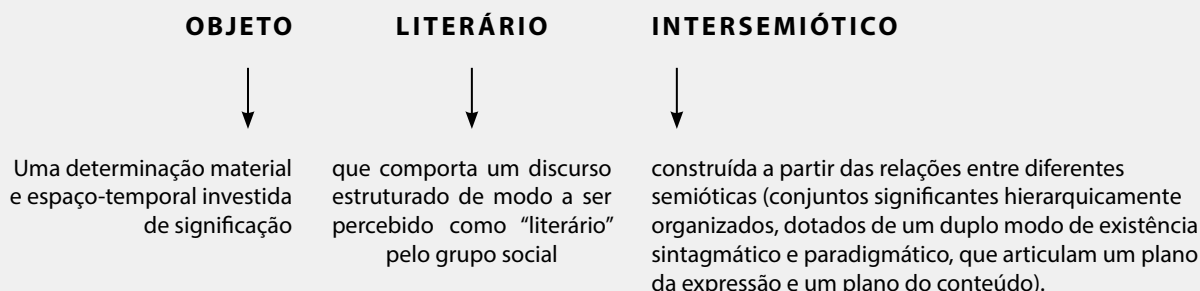 OBJETO LITERÁRIO INTERSEMIÓTICO
Uma determinação material
e espaço-temporal investida
de significação
que comporta um discurso
estruturado de modo a ser
percebido como “literário”
pelo grupo social
construída a partir das relações entre diferentes
semióticas (conjuntos significantes hierarquicamente
organizados, dotados de um duplo modo de existência
sintagmático e paradigmático, que articulam um plano
da expressão e um plano do conteúdo).